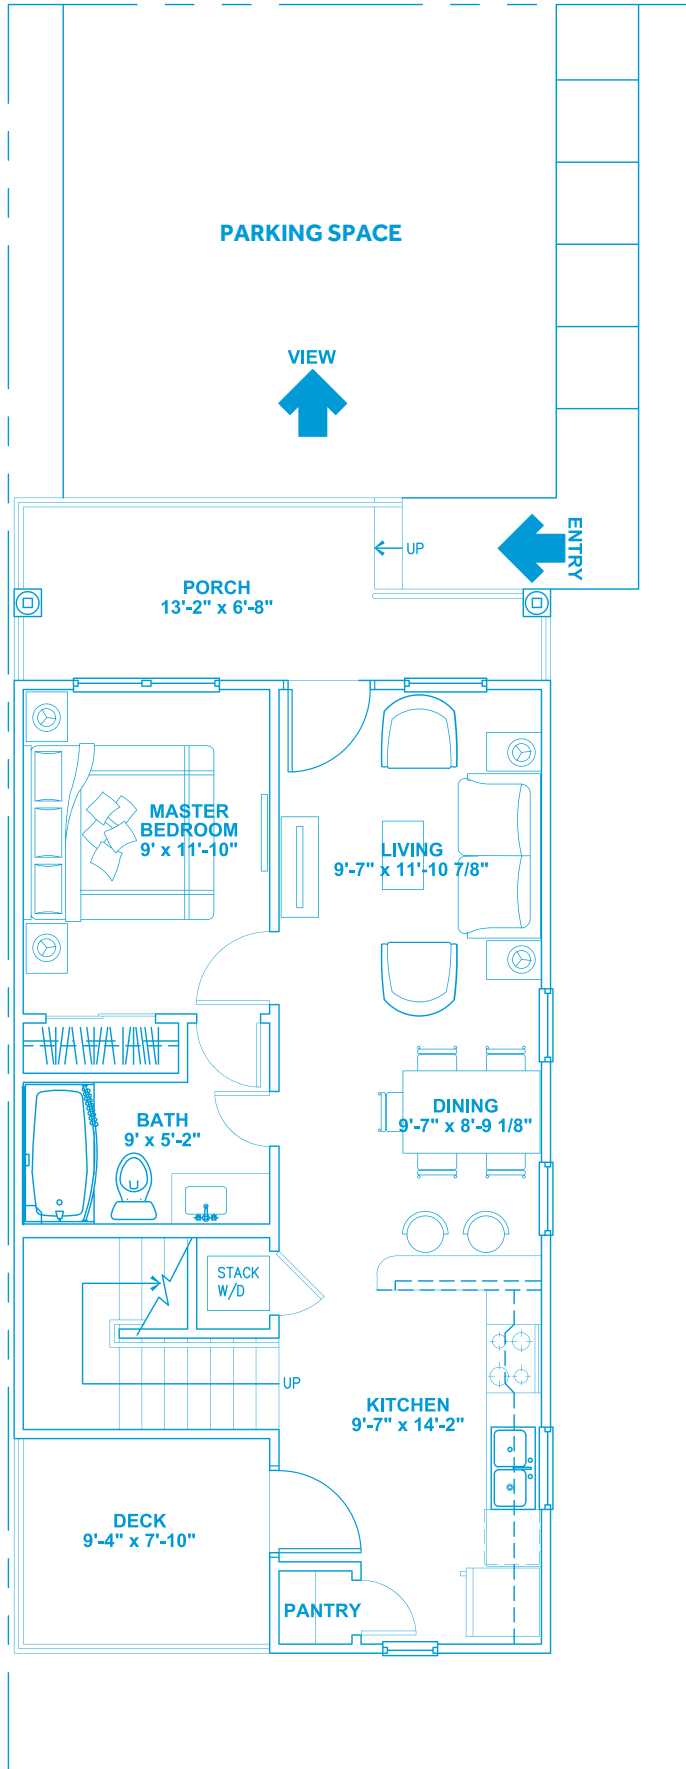 PARKING SPACE
VIEW
ENTRY
UP
PORCH
13'-2" x 6'-8"
MASTER
BEDROOM
9' x 11'-10"
LIVING
9'-7" x 11'-10 7/8"
DINING
9'-7" x 8'-9 1/8"
BATH
9' x 5'-2"
STACK
W/D
UP
KITCHEN
9'-7" x 14'-2"
DECK
9'-4" x 7'-10"
PANTRY